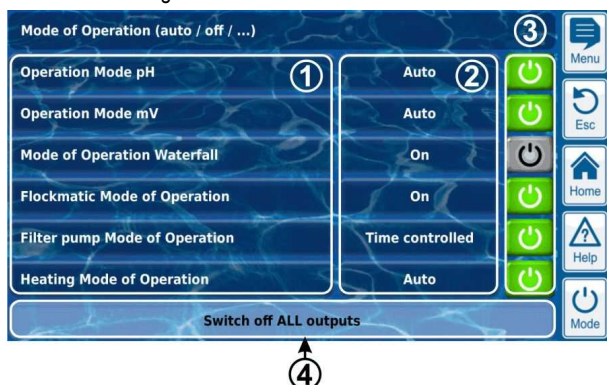 Mode of Operation (auto / off / ...) ③
Menu
Operation Mode pH ① Auto ②
Operation Mode mV Auto
Esc
Mode of Operation Waterfall On
Flockmatic Mode of Operation On
Home
Filter pump Mode of Operation Time controlled
Help
Heating Mode of Operation Auto
Switch off ALL outputs
Mode
④